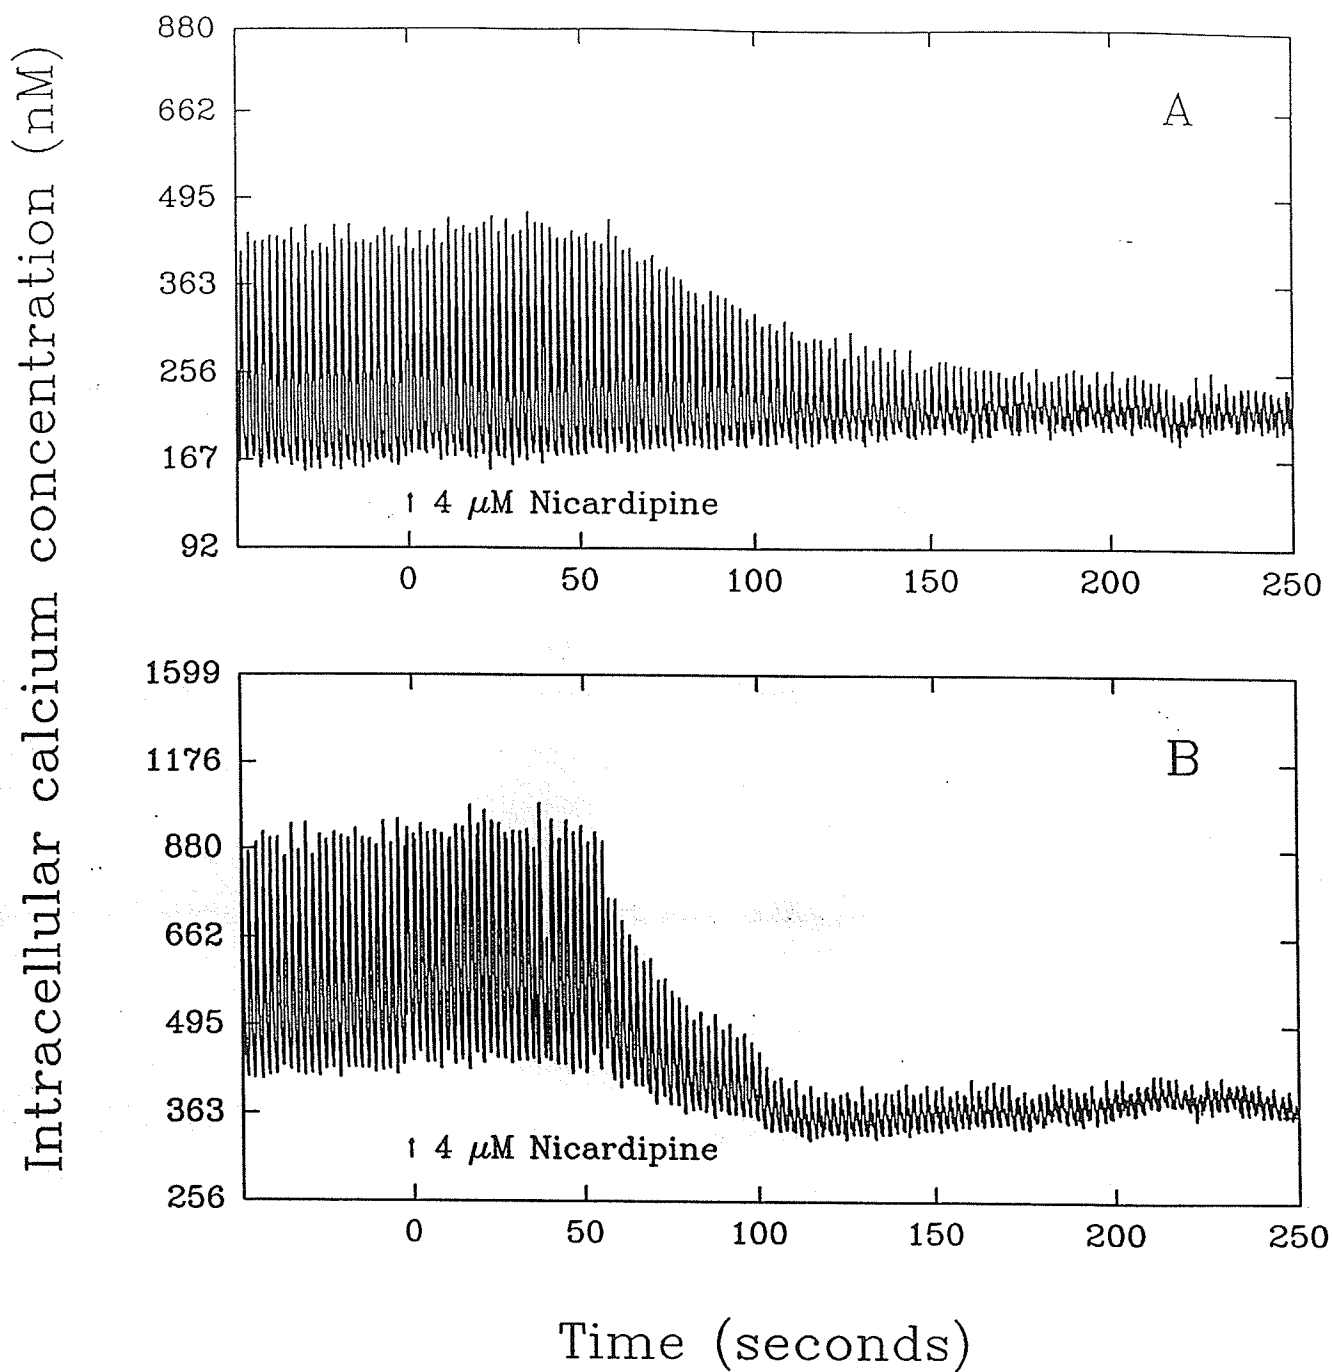 Intracellular calcium concentration (nM)
880
662
495
363
256
167
92
A
↑ 4 μM Nicardipine
0 50 100 150 200 250
1599
1176
880
662
495
363
256
B
↑ 4 μM Nicardipine
0 50 100 150 200 250
Time (seconds)